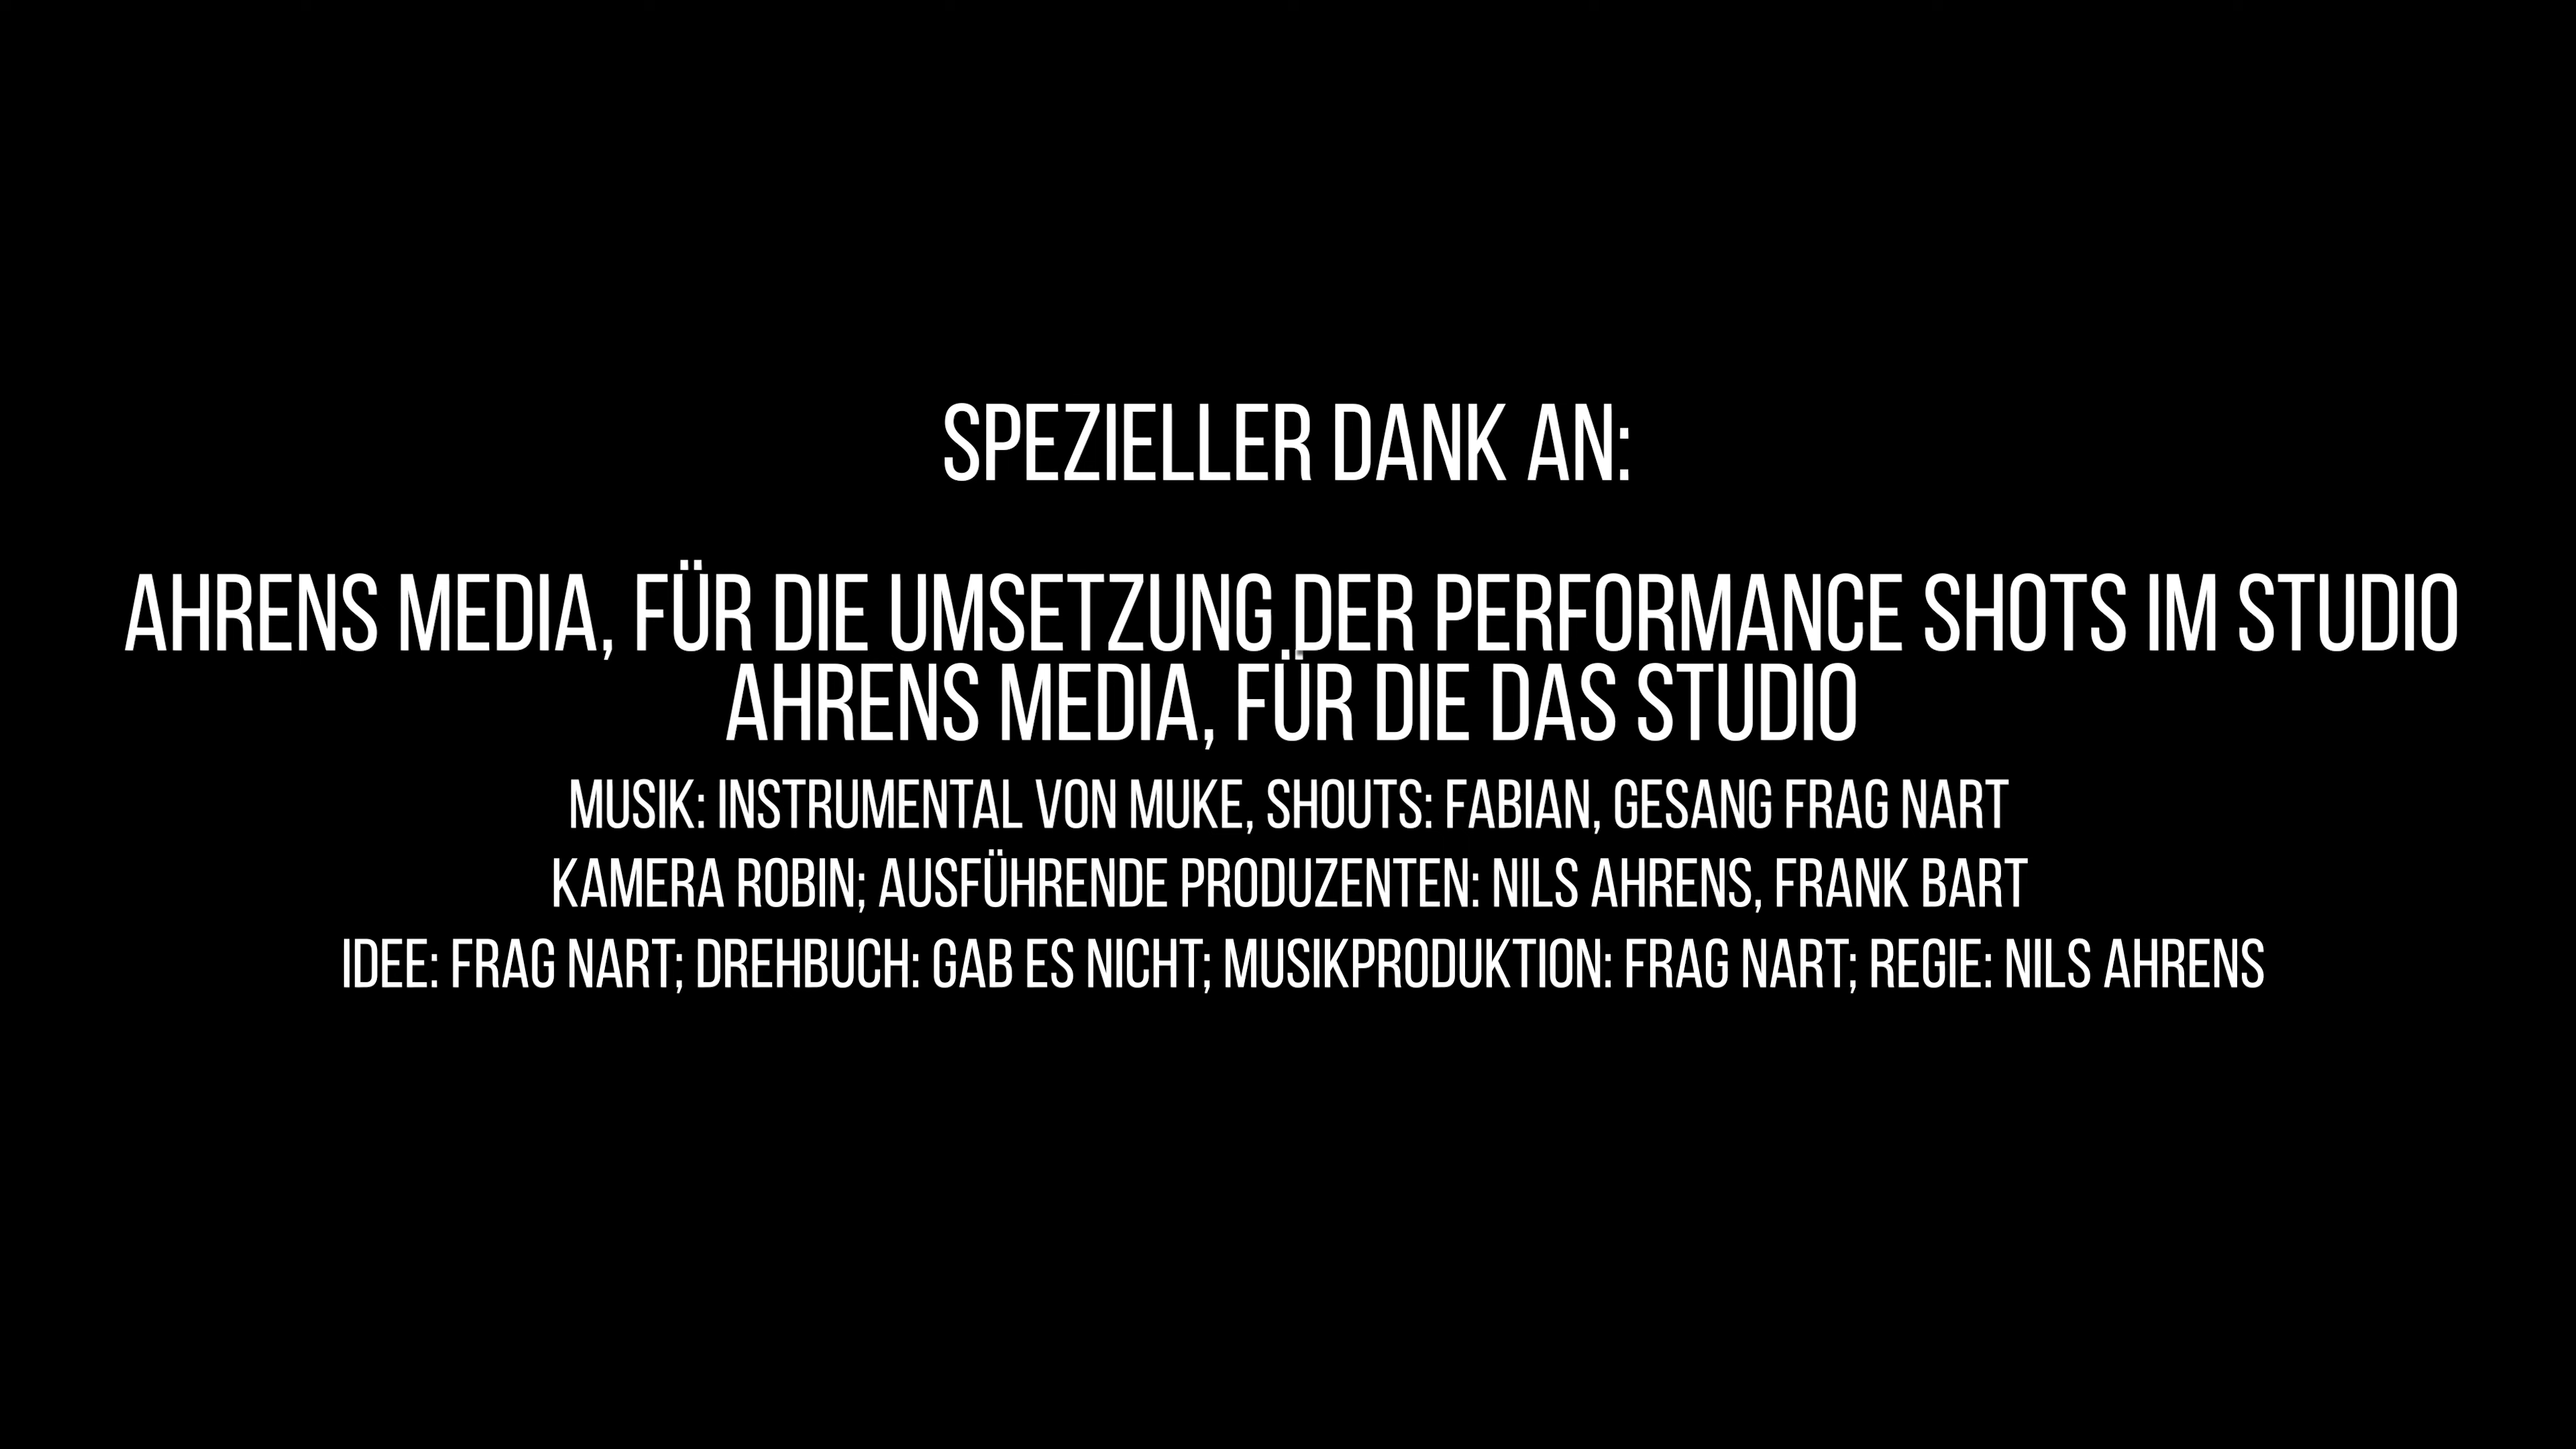 SPEZIELLER DANK AN:
AHRENS MEDIA, FÜR DIE UMSETZUNG DER PERFORMANCE SHOTS IM STUDIO
AHRENS MEDIA, FÜR DIE DAS STUDIO
MUSIK: INSTRUMENTAL VON MUKE, SHOUTS: FABIAN, GESANG FRAG NART
KAMERA ROBIN; AUSFÜHRENDE PRODUZENTEN: NILS AHRENS, FRANK BART
IDEE: FRAG NART; DREHBUCH: GAB ES NICHT; MUSIKPRODUKTION: FRAG NART; REGIE: NILS AHRENS